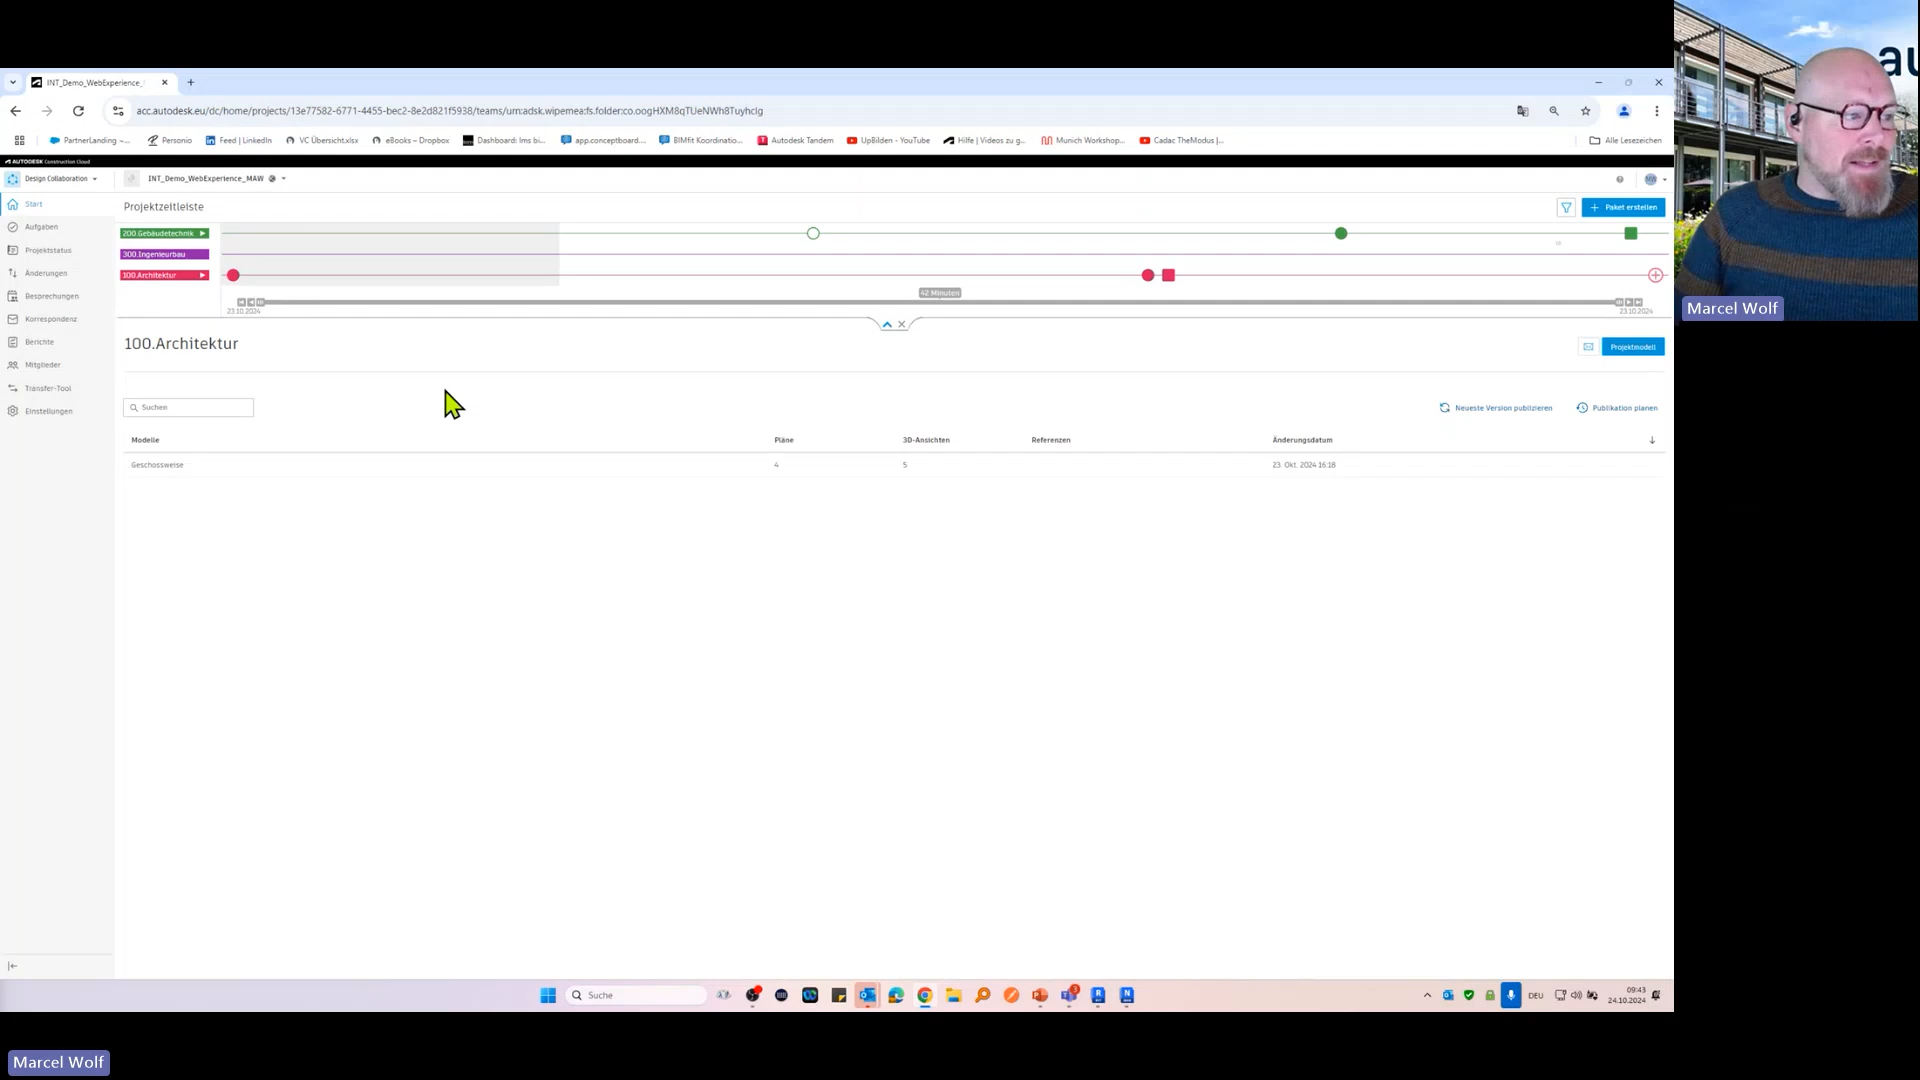 INT_Demo_WebExperience_
acc.autodesk.eu/dc/home/projects/13e77582-6771-4455-bec2-8e2d821f5938/teams/urn:adsk.wipemea:fs.folder:co.oogHXM8qTUeNWh8Tuyhcig
PartnerLanding –...
Personio
Feed | LinkedIn
VC Übersicht.xlsx
eBooks – Dropbox
Dashboard: Ims bi...
app.conceptboard....
BIMfit Koordinatio...
Autodesk Tandem
UpBilden - YouTube
Hilfe | Videos zu g...
Munich Workshop...
Cadac TheModus |...
Alle Lesezeichen
AUTODESK Construction Cloud
Design Collaboration
INT_Demo_WebExperience_MAW
MW
Start
Aufgaben
Projektstatus
Änderungen
Besprechungen
Korrespondenz
Berichte
Mitglieder
Transfer-Tool
Einstellungen
Projektzeitleiste
Paket erstellen
200.Gebäudetechnik
300.Ingenieurbau
100.Architektur
42 Minuten
23.10.2024
23.10.2024
100.Architektur
Projektmodell
Suchen
Neueste Version publizieren
Publikation planen
Modelle
Pläne
3D-Ansichten
Referenzen
Änderungsdatum
Geschossweise
4
5
23. Okt. 2024 16:18
Suche
DEU
09:43
24.10.2024
au
Marcel Wolf
Marcel Wolf